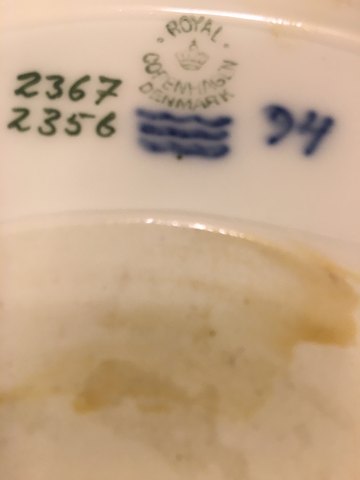 2367
2356
ROYAL
COPENHAGEN
DENMARK
94